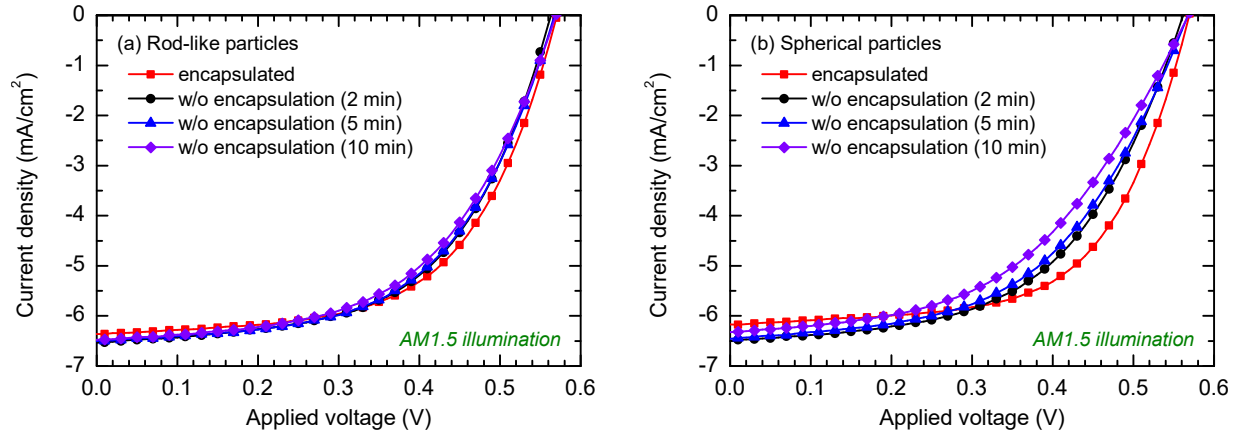 (a) Rod-like particles
encapsulated
w/o encapsulation (2 min)
w/o encapsulation (5 min)
w/o encapsulation (10 min)
AM1.5 illumination
Current density (mA/cm²)
0
-1
-2
-3
-4
-5
-6
-7
0.0 0.1 0.2 0.3 0.4 0.5 0.6
Applied voltage (V)
(b) Spherical particles
encapsulated
w/o encapsulation (2 min)
w/o encapsulation (5 min)
w/o encapsulation (10 min)
AM1.5 illumination
Current density (mA/cm²)
0
-1
-2
-3
-4
-5
-6
-7
0.0 0.1 0.2 0.3 0.4 0.5 0.6
Applied voltage (V)